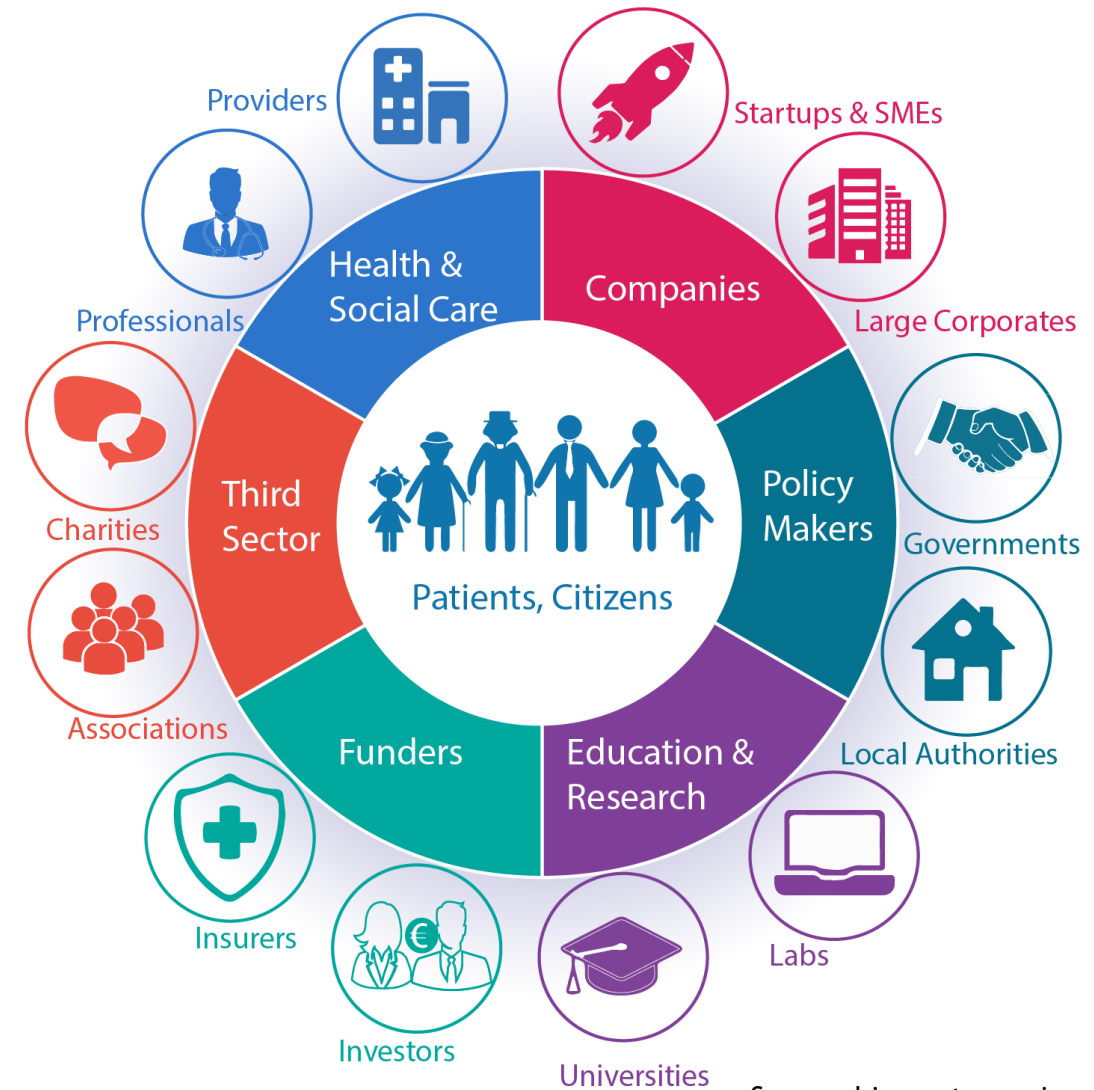 Providers
Startups & SMEs
Professionals
Large Corporates
Health &
Social Care
Companies
Third
Sector
Policy
Makers
Charities
Governments
Patients, Citizens
Associations
Local Authorities
Funders
Education &
Research
Insurers
Labs
Investors
Universities
€